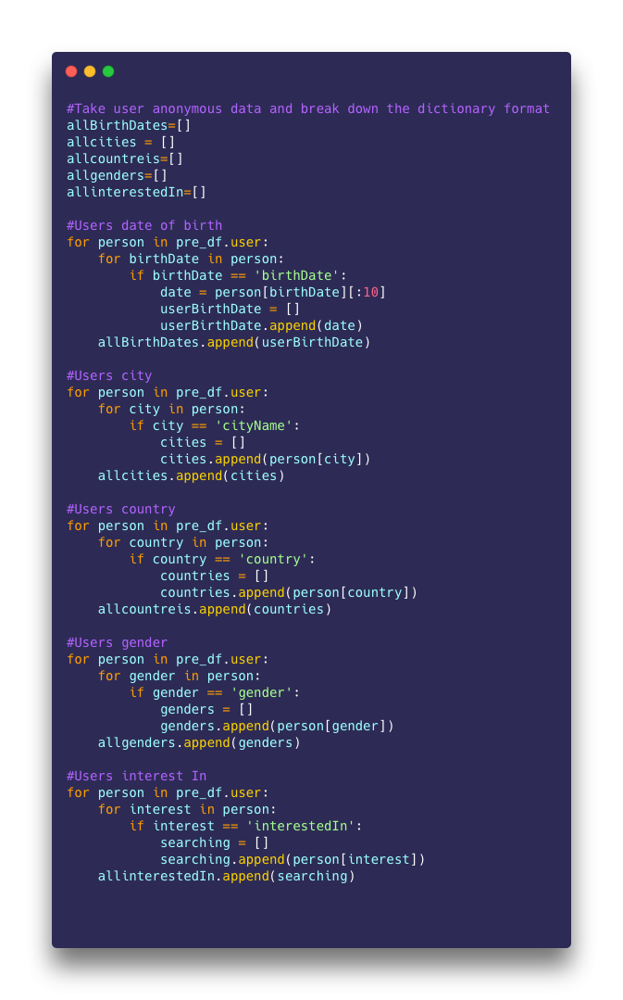 #Take user anonymous data and break down the dictionary format
allBirthDates=[]
allcities = []
allcountreis=[]
allgenders=[]
allinterestedIn=[]

#Users date of birth
for person in pre_df.user:
    for birthDate in person:
        if birthDate == 'birthDate':
            date = person[birthDate][:10]
            userBirthDate = []
            userBirthDate.append(date)
    allBirthDates.append(userBirthDate)

#Users city
for person in pre_df.user:
    for city in person:
        if city == 'cityName':
            cities = []
            cities.append(person[city])
    allcities.append(cities)

#Users country
for person in pre_df.user:
    for country in person:
        if country == 'country':
            countries = []
            countries.append(person[country])
    allcountreis.append(countries)

#Users gender
for person in pre_df.user:
    for gender in person:
        if gender == 'gender':
            genders = []
            genders.append(person[gender])
    allgenders.append(genders)

#Users interest In
for person in pre_df.user:
    for interest in person:
        if interest == 'interestedIn':
            searching = []
            searching.append(person[interest])
    allinterestedIn.append(searching)